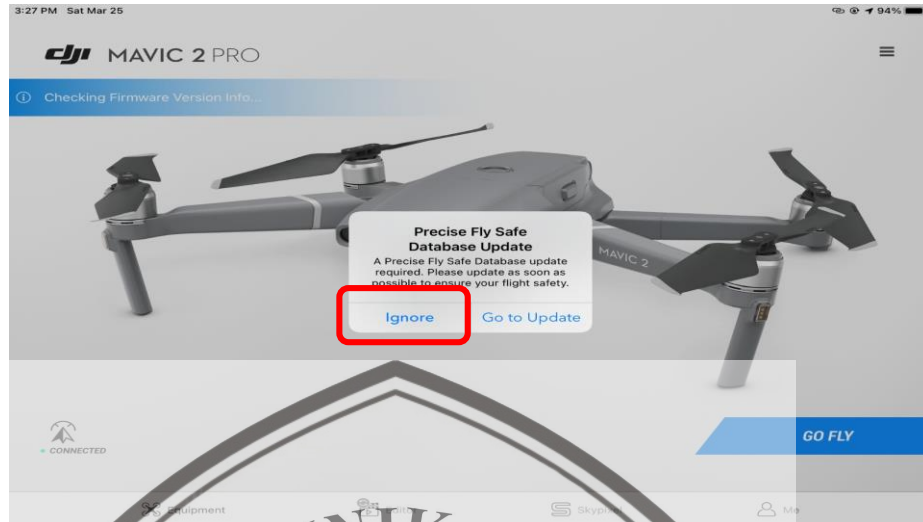 3:27 PM Sat Mar 25
94%
dji MAVIC 2 PRO
Checking Firmware Version Info...
MAVIC 2
Precise Fly Safe
Database Update
A Precise Fly Safe Database update
required. Please update as soon as
possible to ensure your flight safety.
Ignore Go to Update
CONNECTED
GO FLY
Equipment Skypixel Me